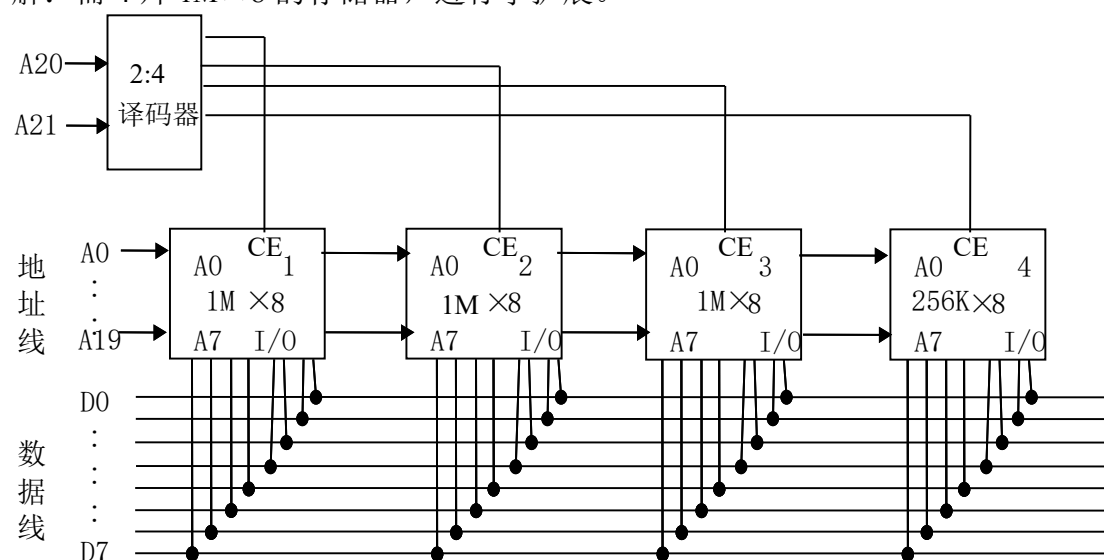 解：需 4 片 1M×8 的存储器，进行字扩展。
A20
A21
2:4
译码器
地址线
A0
:
:
A19
CE
A0 1
1M ×8
A7 I/O
CE
A0 2
1M ×8
A7 I/O
CE
A0 3
1M×8
A7 I/O
CE
A0 4
256K×8
A7 I/O
数据线
D0
:
:
:
D7